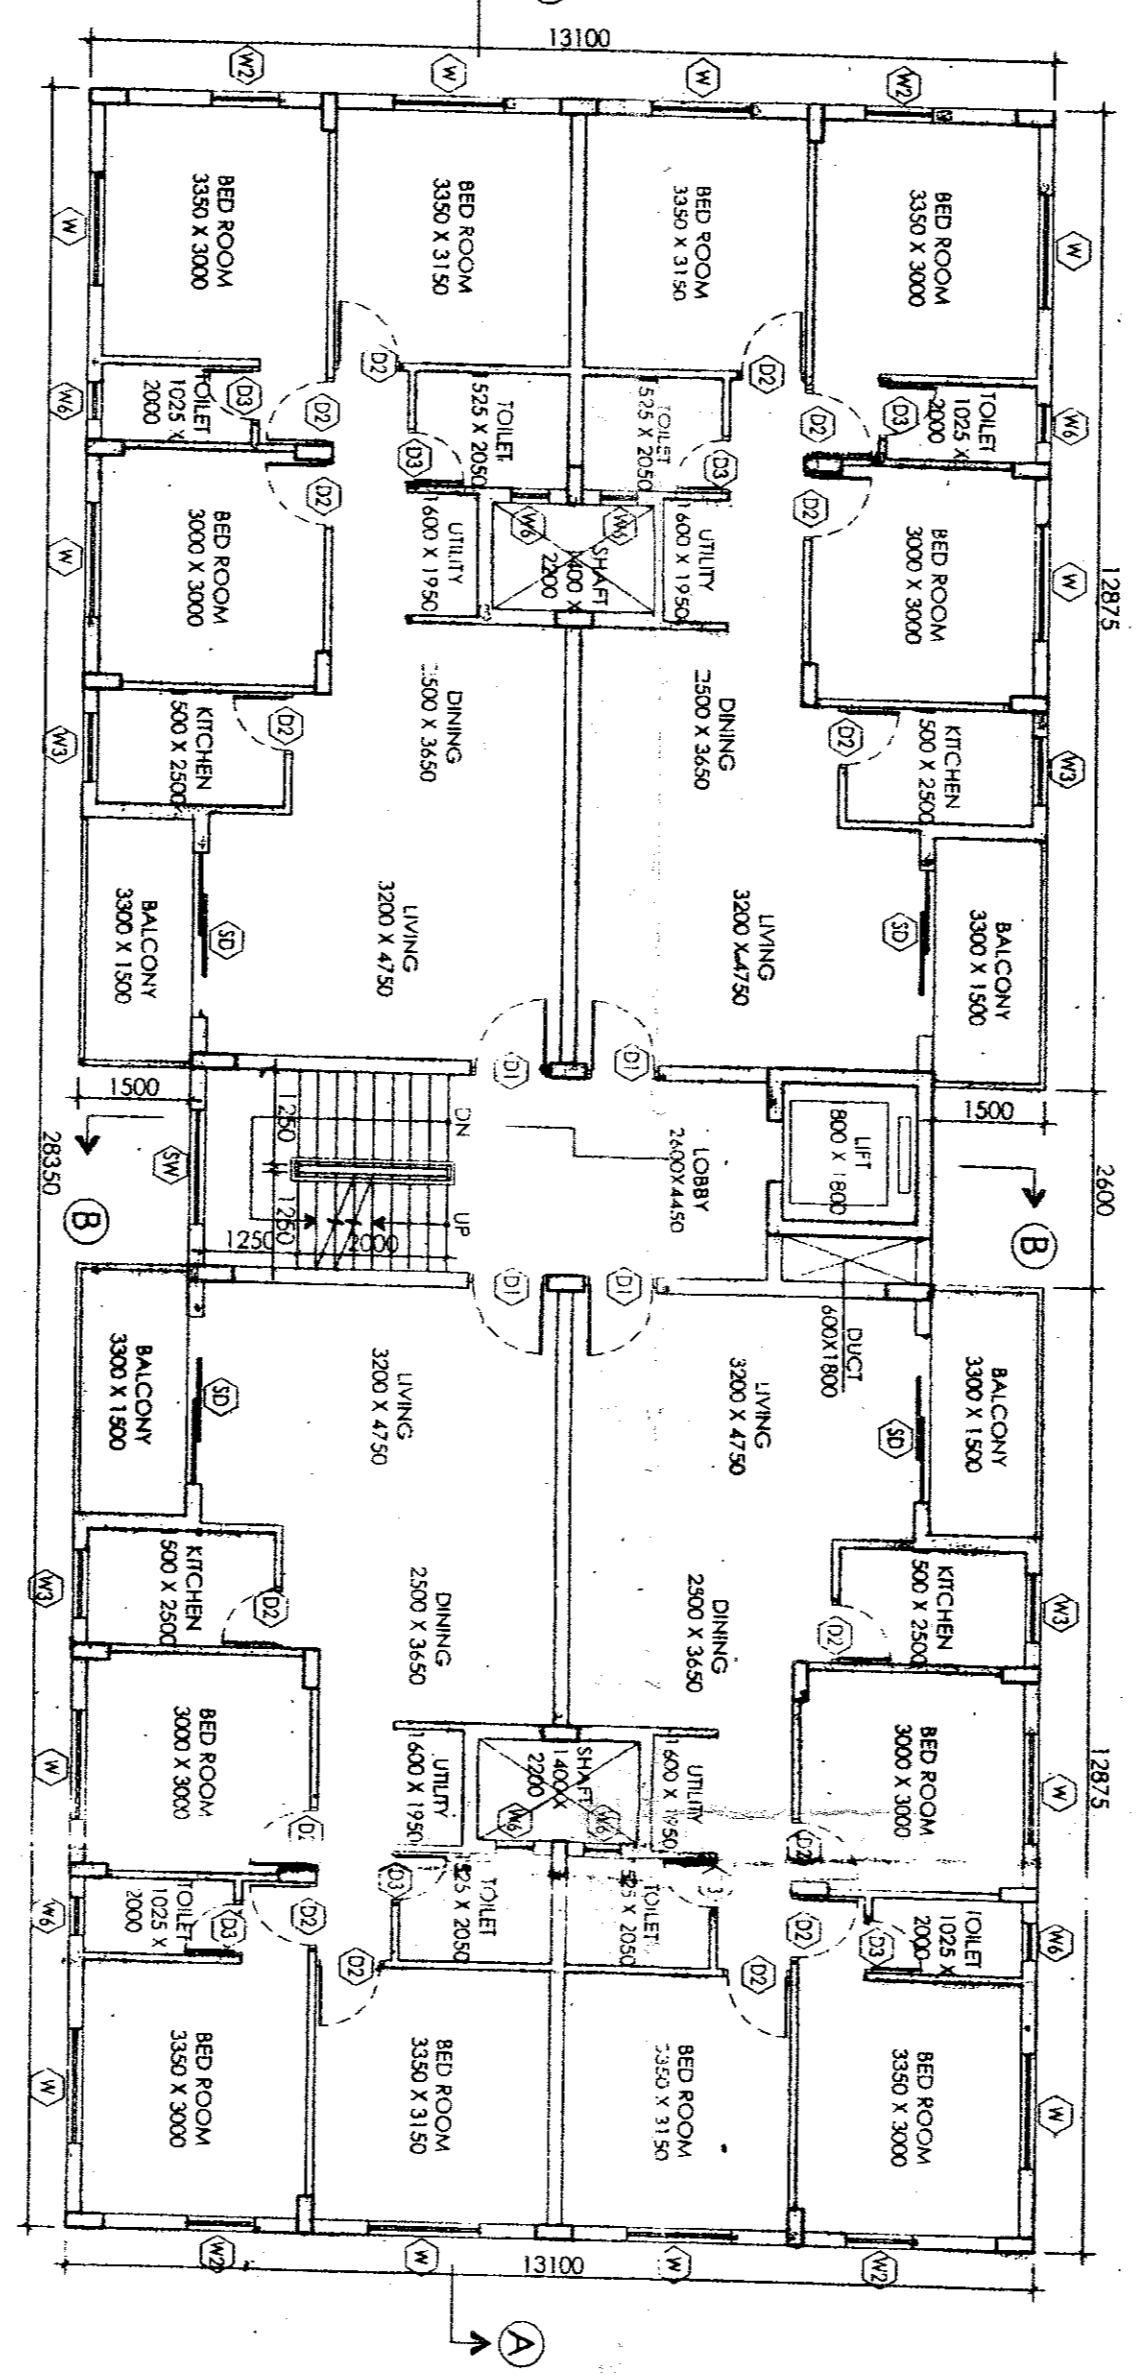 13100
W2
W
W
W2
12875
2600
12875
28350
BED ROOM
3350 X 3000
BED ROOM
3350 X 3150
BED ROOM
3350 X 3150
BED ROOM
3350 X 3000
W
W
W6
TOILET
1025 X
2000
D3
D2
D2
TOILET
525 X 2050
D3
TOILET
525 X 2050
D3
D2
D2
D3
TOILET
1025 X
2000
W6
W
BED ROOM
3000 X 3000
D2
UTILITY
1600 X 1950
W6
W6
SHAFT
1400 X
2200
UTILITY
1600 X 1950
D2
BED ROOM
3000 X 3000
W
W3
KITCHEN
500 X 2500
D2
DINING
2500 X 3650
DINING
2500 X 3650
D2
KITCHEN
500 X 2500
W3
BALCONY
3300 X 1500
SD
LIVING
3200 X 4750
LIVING
3200 X 4750
SD
BALCONY
3300 X 1500
D1
D1
1500
B
SW
1250
1250
1250
2000
DN
UP
LOBBY
2600X4450
LIFT
800 X 1800
1500
B
D1
D1
DUCT
600X1800
BALCONY
3300 X 1500
SD
LIVING
3200 X 4750
LIVING
3200 X 4750
SD
BALCONY
3300 X 1500
W3
KITCHEN
500 X 2500
D2
DINING
2500 X 3650
DINING
2500 X 3650
D2
KITCHEN
500 X 2500
W3
W
BED ROOM
3000 X 3000
UTILITY
1600 X 1950
SHAFT
1400X
2200
W6
W6
UTILITY
1600 X 1950
D2
BED ROOM
3000 X 3000
W
W6
TOILET
1025 X
2000
D3
D2
D3
TOILET
525 X 2050
TOILET
525 X 2050
D2
D2
D2
D3
TOILET
1025 X
2000
W6
W
BED ROOM
3350 X 3000
BED ROOM
3350 X 3150
BED ROOM
3350 X 3150
BED ROOM
3350 X 3000
W
W2
W
W
W2
13100
A